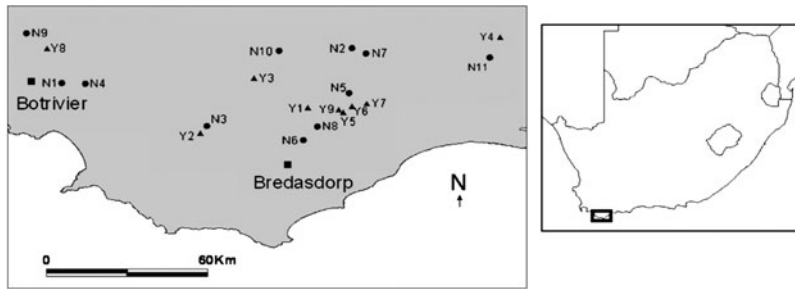 N9
Y8
Y4
N10
N2
N7
N11
Y3
N1
N4
Botrivier
N5
Y1
Y9
Y6
Y7
Y5
N3
Y2
N8
N6
Bredasdorp
N
0
60Km